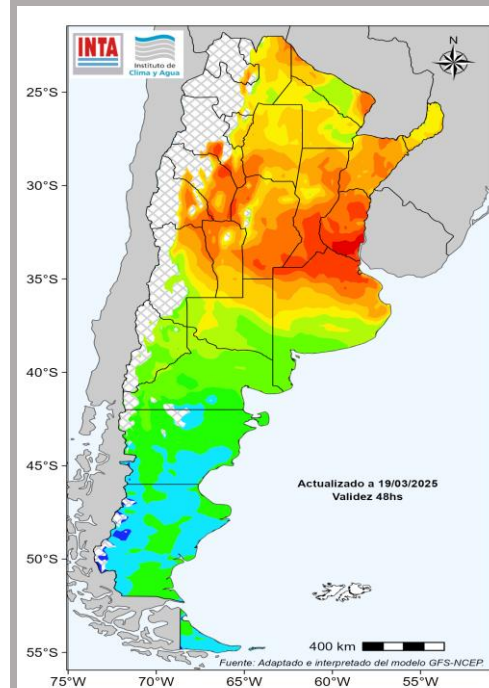 INTA
Instituto de
Clima y Agua
N
25°S
30°S
35°S
40°S
45°S
50°S
55°S
Actualizado a 19/03/2025
Validez 48hs
400 km
Fuente: Adaptado e interpretado del modelo GFS-NCEP.
75°W
70°W
65°W
60°W
55°W